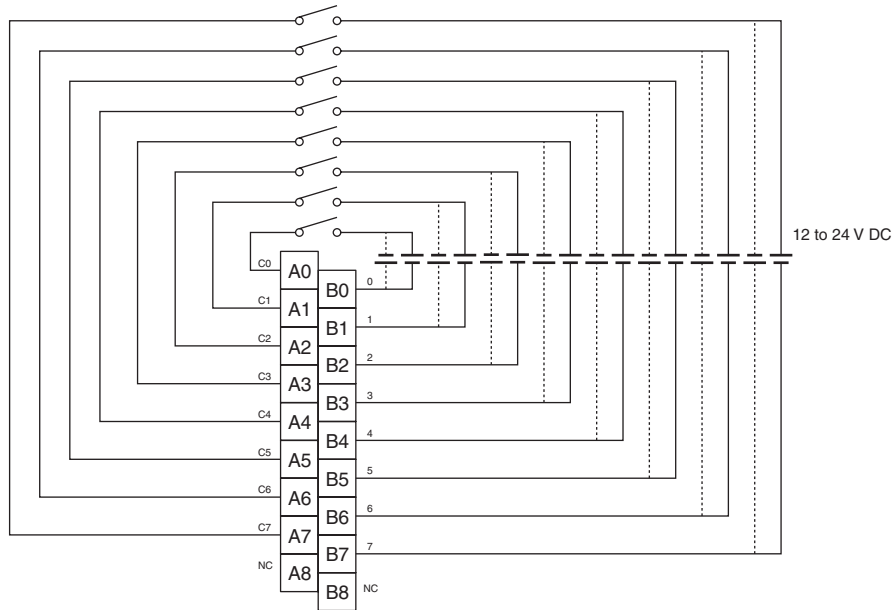 12 to 24 V DC
C0 A0
B0 0
C1 A1
B1 1
C2 A2
B2 2
C3 A3
B3 3
C4 A4
B4 4
C5 A5
B5 5
C6 A6
B6 6
C7 A7
B7 7
NC A8
B8 NC